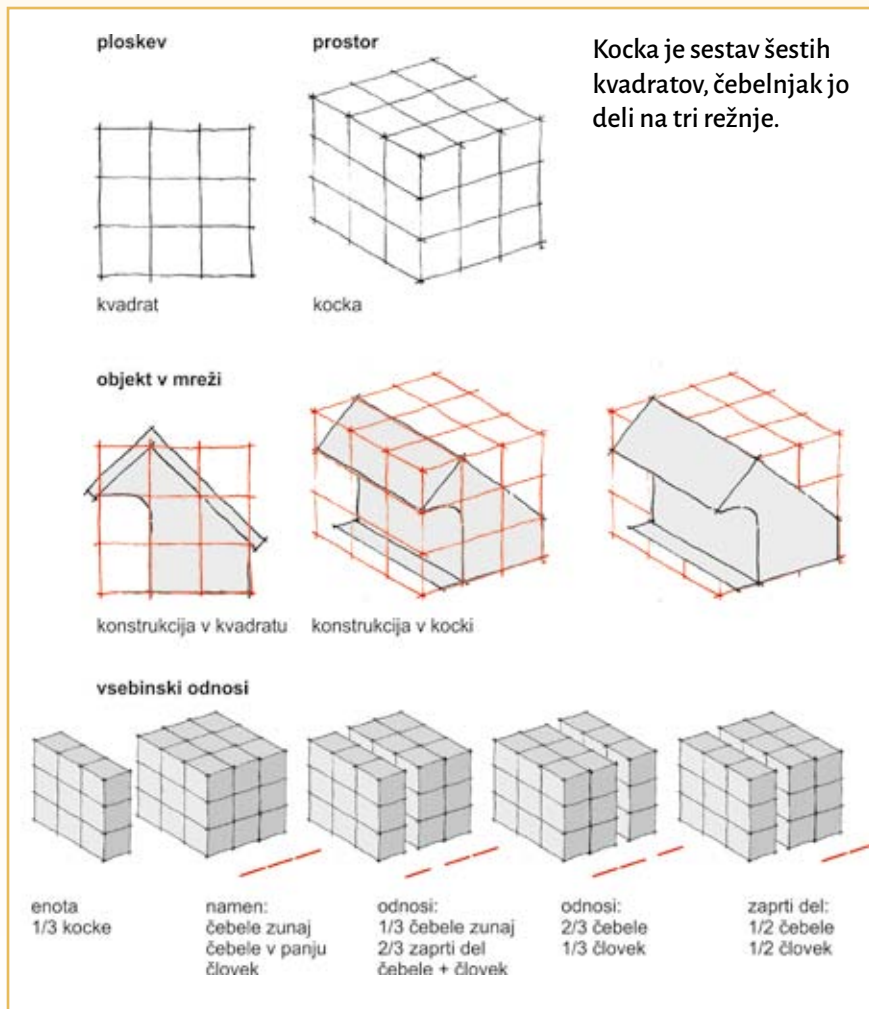 ploskev
prostor
Kocka je sestav šestih
kvadratov, čebelnjak jo
deli na tri režnje.
kvadrat
kocka
objekt v mreži
konstrukcija v kvadratu
konstrukcija v kocki
vsebinski odnosi
enota
1/3 kocke
namen:
čebele zunaj
čebele v panju
človek
odnosi:
1/3 čebele zunaj
2/3 zaprti del
čebele + človek
odnosi:
2/3 čebele
1/3 človek
zaprti del:
1/2 čebele
1/2 človek